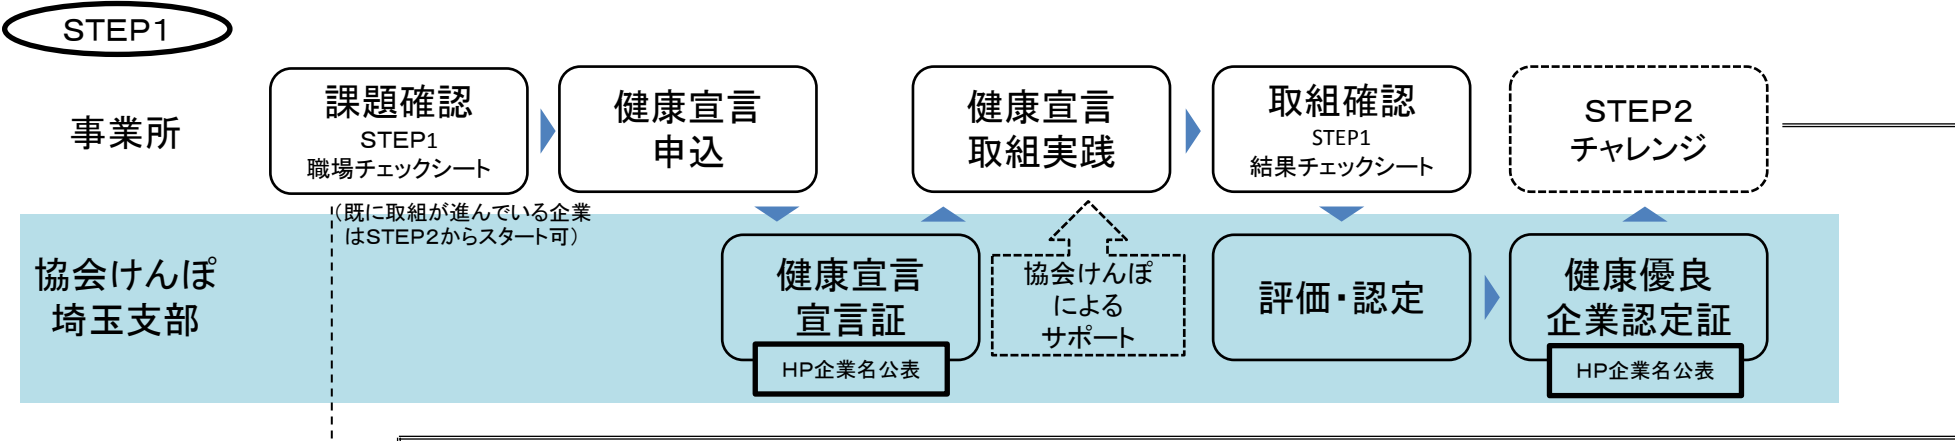 STEP1
事業所
課題確認
STEP1
職場チェックシート
健康宣言
申込
健康宣言
取組実践
取組確認
STEP1
結果チェックシート
STEP2
チャレンジ
(既に取組が進んでいる企業
はSTEP2からスタート可)
協会けんぽ
埼玉支部
健康宣言
宣言証
HP企業名公表
協会けんぽ
による
サポート
評価・認定
健康優良
企業認定証
HP企業名公表